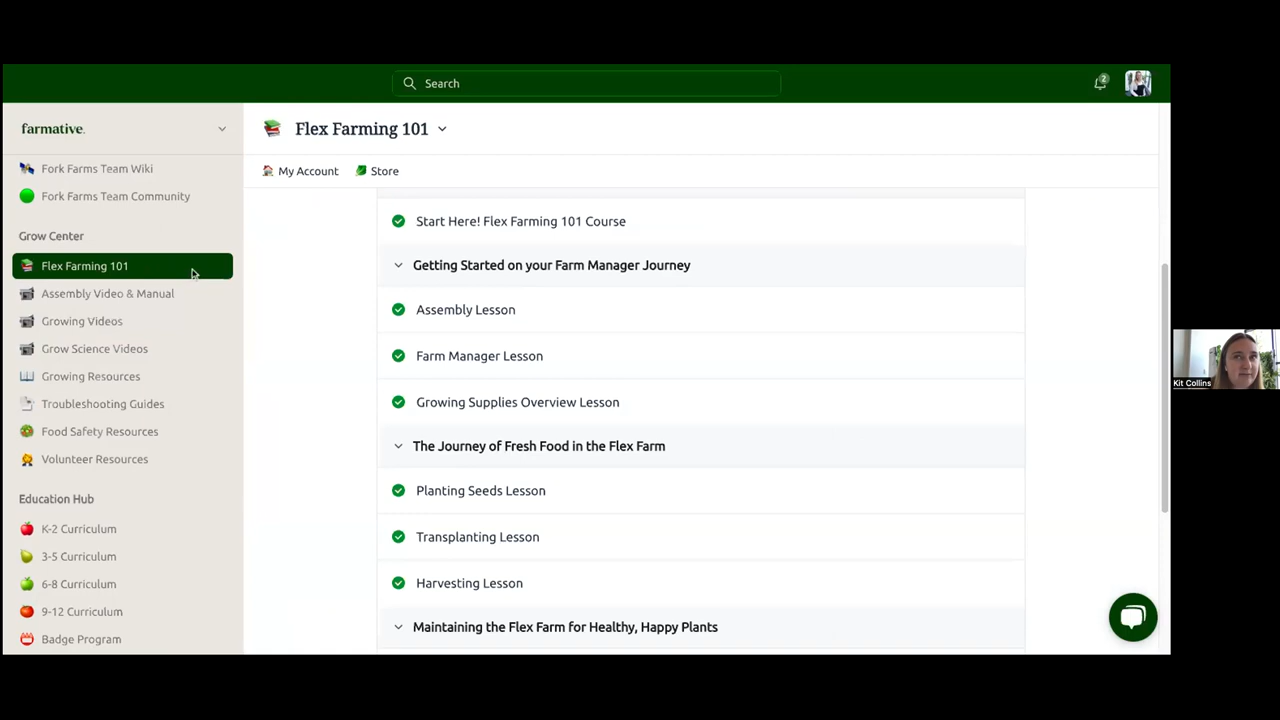 Search
2
farmative.
Fork Farms Team Wiki
Fork Farms Team Community
Grow Center
Flex Farming 101
Assembly Video & Manual
Growing Videos
Grow Science Videos
Growing Resources
Troubleshooting Guides
Food Safety Resources
Volunteer Resources
Education Hub
K-2 Curriculum
3-5 Curriculum
6-8 Curriculum
9-12 Curriculum
Badge Program
Flex Farming 101
My Account
Store
Start Here! Flex Farming 101 Course
Getting Started on your Farm Manager Journey
Assembly Lesson
Farm Manager Lesson
Growing Supplies Overview Lesson
The Journey of Fresh Food in the Flex Farm
Planting Seeds Lesson
Transplanting Lesson
Harvesting Lesson
Maintaining the Flex Farm for Healthy, Happy Plants
Kit Collins